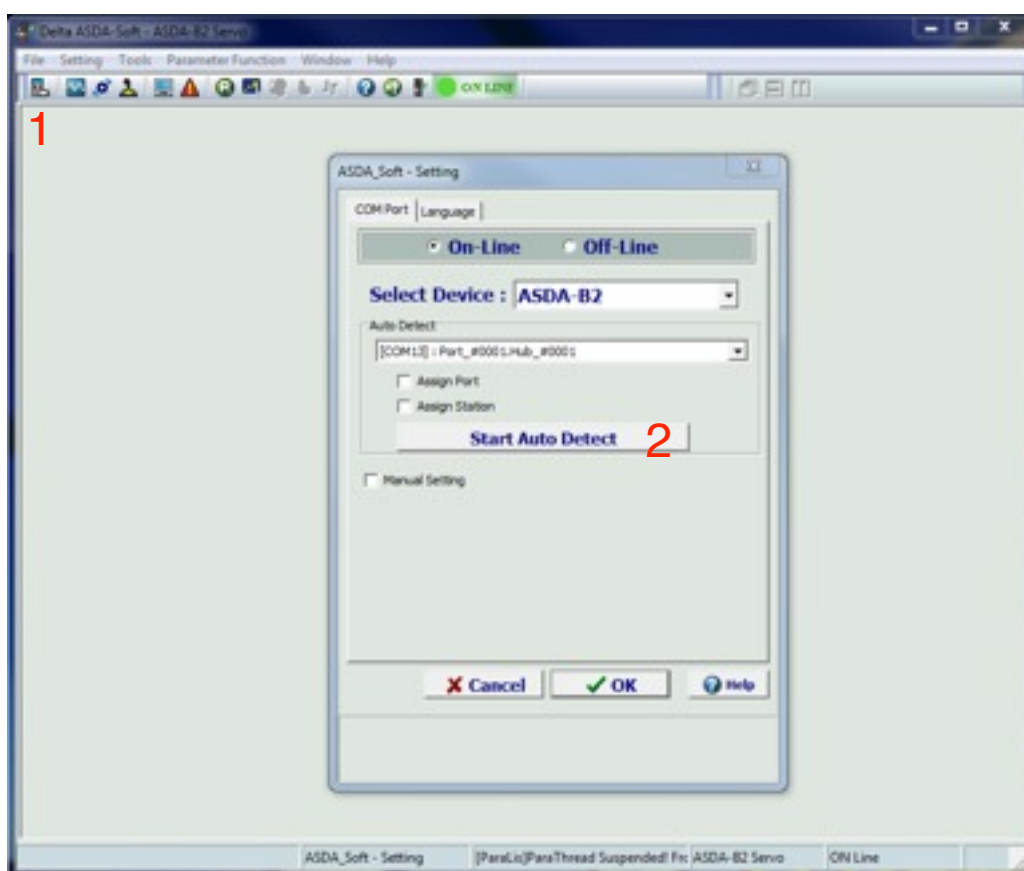 Delta ASDA-Soft - ASDA-B2 Servo
File Setting Tools Parameter Function Window Help
ON LINE
1
ASDA_Soft - Setting
COM Port Language
On-Line Off-Line
Select Device : ASDA-B2
Auto Detect
[COM13] : Port_#0001.Hub_#0001
Assign Port
Assign Station
Start Auto Detect 2
Manual Setting
Cancel OK Help
ASDA_Soft - Setting [ParaLio]ParaThread Suspended! Fro ASDA-B2 Servo ON Line